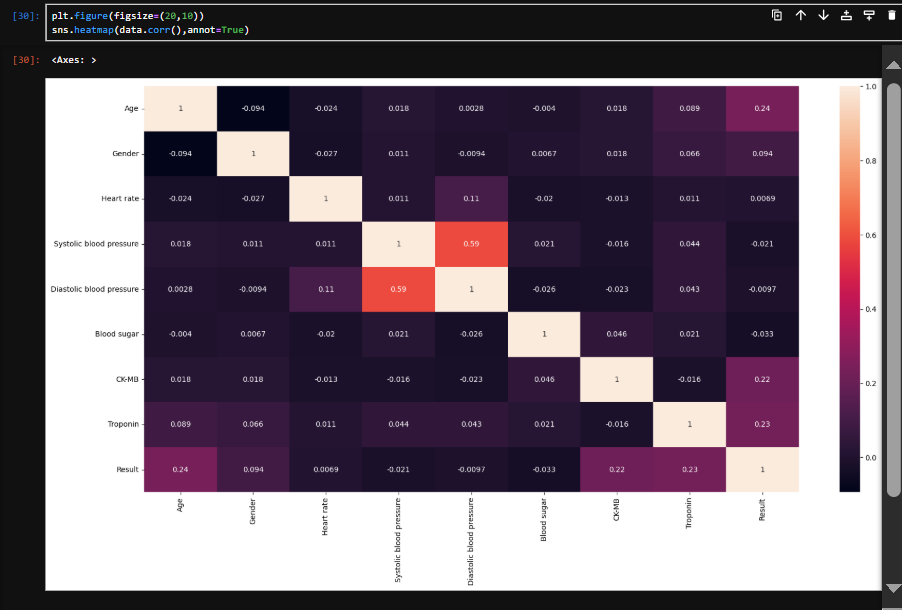 [30]: plt.figure(figsize=(20,10))
sns.heatmap(data.corr(),annot=True)
[30]: <Axes: >
Age 1 -0.094 -0.024 0.018 0.0028 -0.004 0.018 0.089 0.24
Gender -0.094 1 -0.027 0.011 -0.0094 0.0067 0.018 0.066 0.094
Heart rate -0.024 -0.027 1 0.011 0.11 -0.02 -0.013 0.011 0.0069
Systolic blood pressure 0.018 0.011 0.011 1 0.59 0.021 -0.016 0.044 -0.021
Diastolic blood pressure 0.0028 -0.0094 0.11 0.59 1 -0.026 -0.023 0.043 -0.0097
Blood sugar -0.004 0.0067 -0.02 0.021 -0.026 1 0.046 0.021 -0.033
CK-MB 0.018 0.018 -0.013 -0.016 -0.023 0.046 1 -0.016 0.22
Troponin 0.089 0.066 0.011 0.044 0.043 0.021 -0.016 1 0.23
Result 0.24 0.094 0.0069 -0.021 -0.0097 -0.033 0.22 0.23 1
Age
Gender
Heart rate
Systolic blood pressure
Diastolic blood pressure
Blood sugar
CK-MB
Troponin
Result
1.0
0.8
0.6
0.4
0.2
0.0